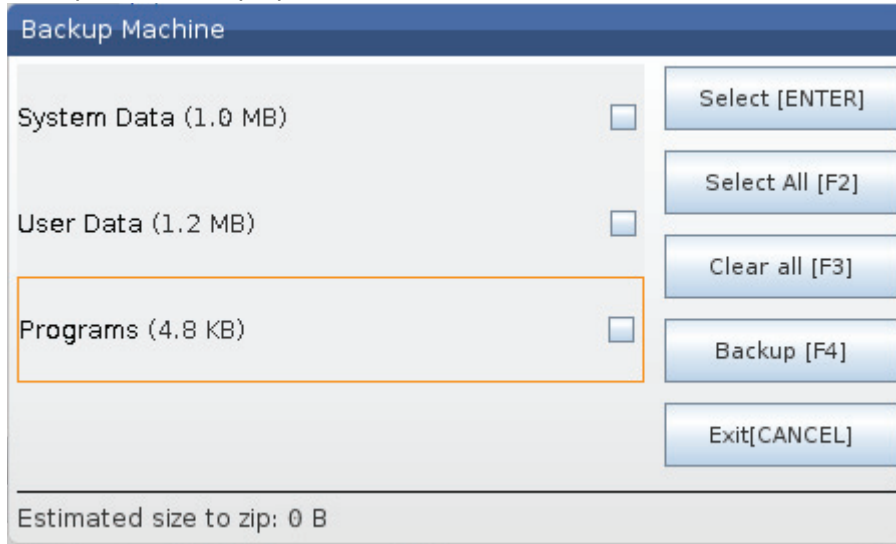 Backup Machine
System Data (1.0 MB)
User Data (1.2 MB)
Programs (4.8 KB)
Select [ENTER]
Select All [F2]
Clear all [F3]
Backup [F4]
Exit[CANCEL]
Estimated size to zip: 0 B